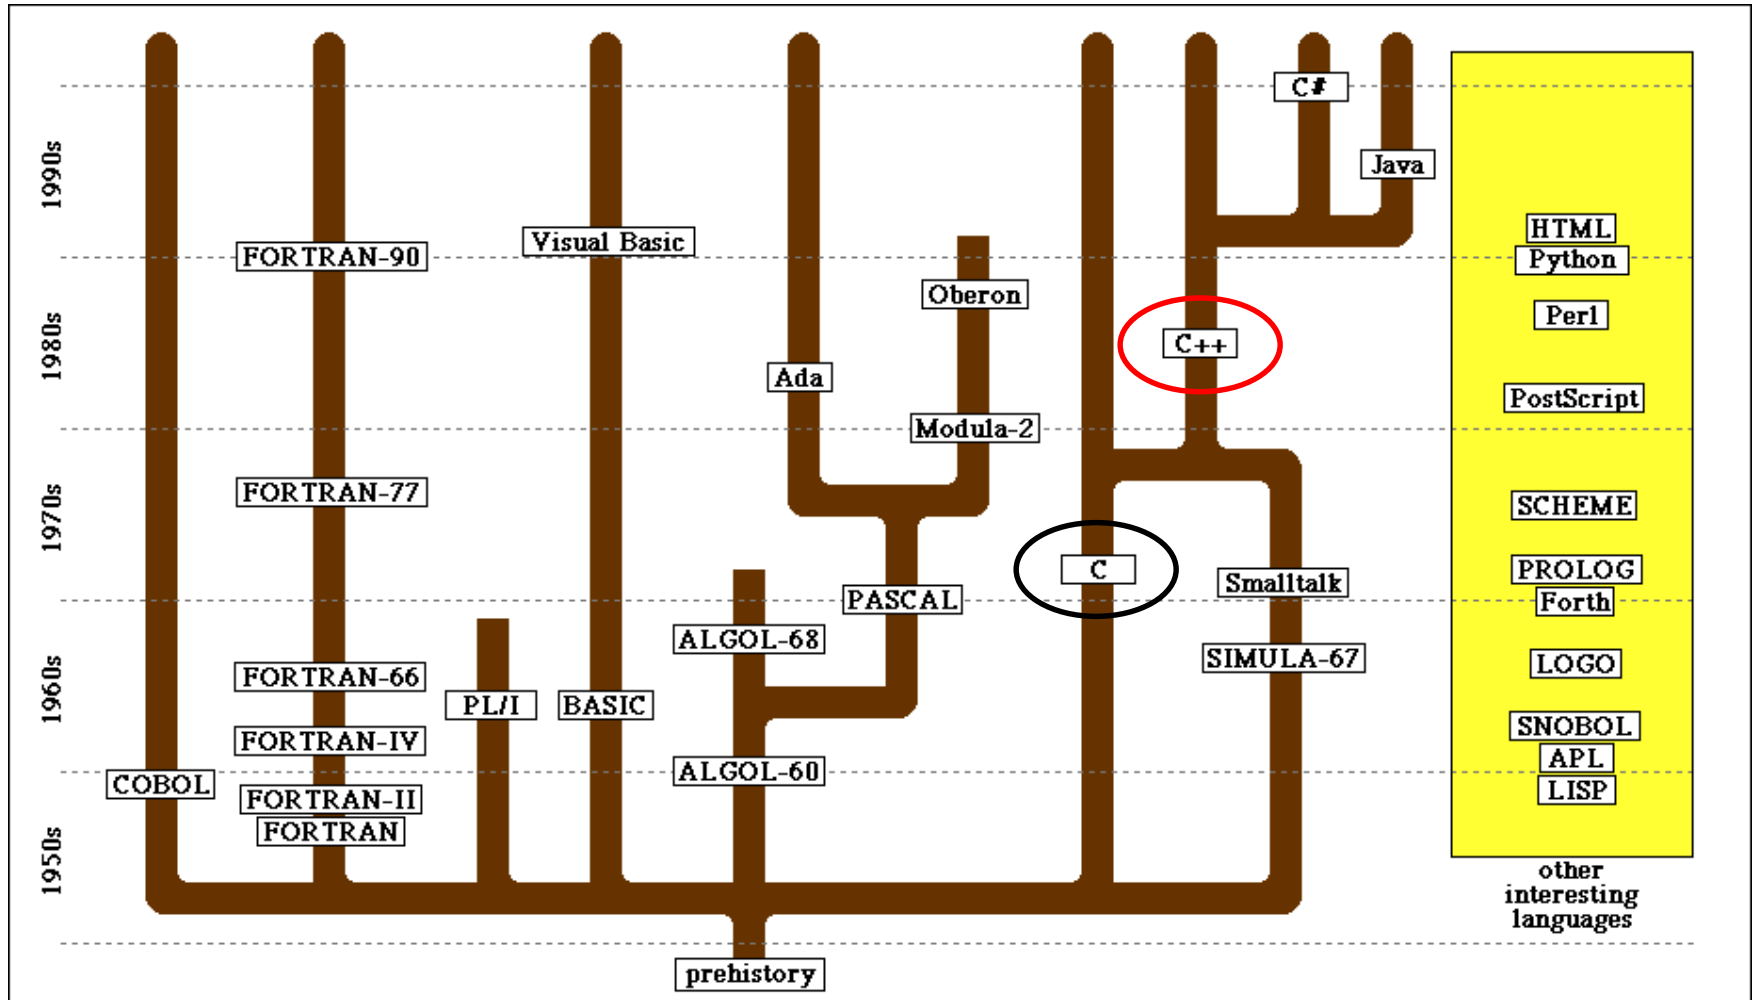 C#
1990s
Java
HTML
Visual Basic
FORTRAN-90
Python
Oberon
Perl
1980s
C++
Ada
PostScript
Modula-2
FORTRAN-77
SCHEME
1970s
C
PROLOG
Smalltalk
PASCAL
Forth
ALGOL-68
SIMULA-67
LOGO
FORTRAN-66
1960s
PL/I
BASIC
SNOBOL
FORTRAN-IV
APL
ALGOL-60
COBOL
LISP
FORTRAN-II
FORTRAN
1950s
other
interesting
languages
prehistory